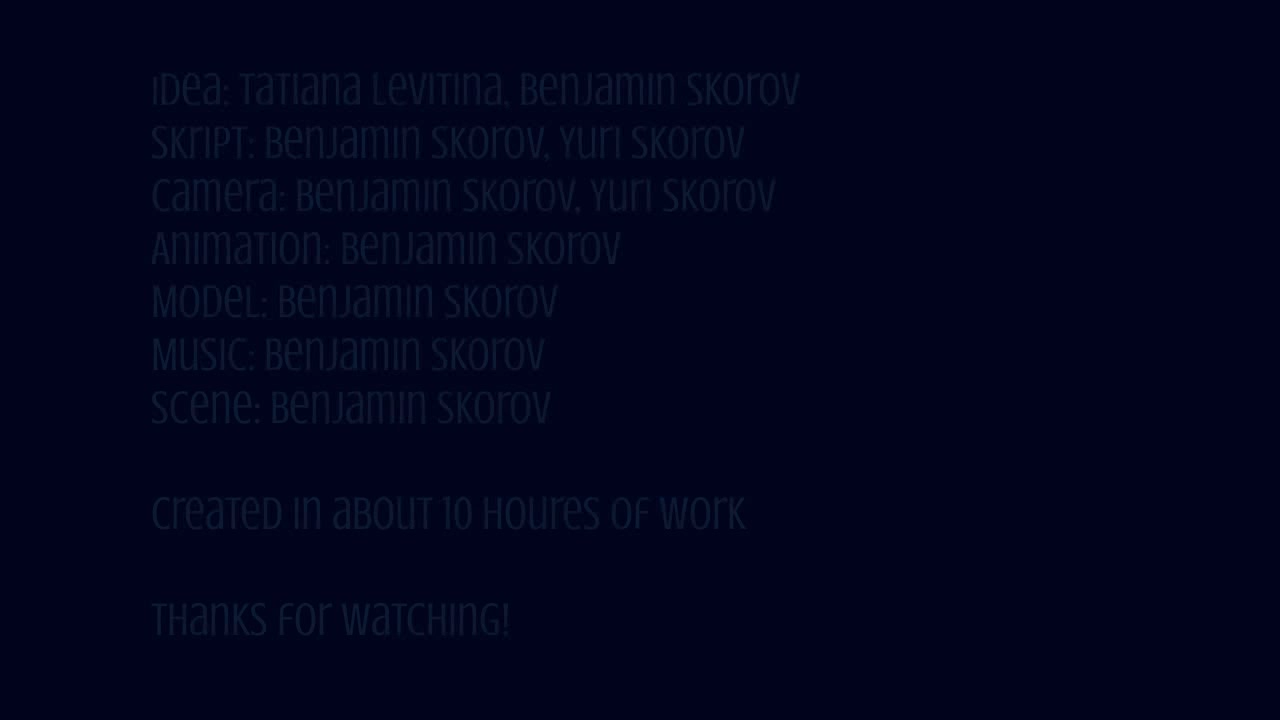 Idea: Tatiana Levitina, Benjamin Skorov
Skript: Benjamin Skorov, Yuri Skorov
Camera: Benjamin Skorov, Yuri Skorov
Animation: Benjamin Skorov
Model: Benjamin Skorov
Music: Benjamin Skorov
Scene: Benjamin Skorov
Created in about 10 houres of work
Thanks for watching!